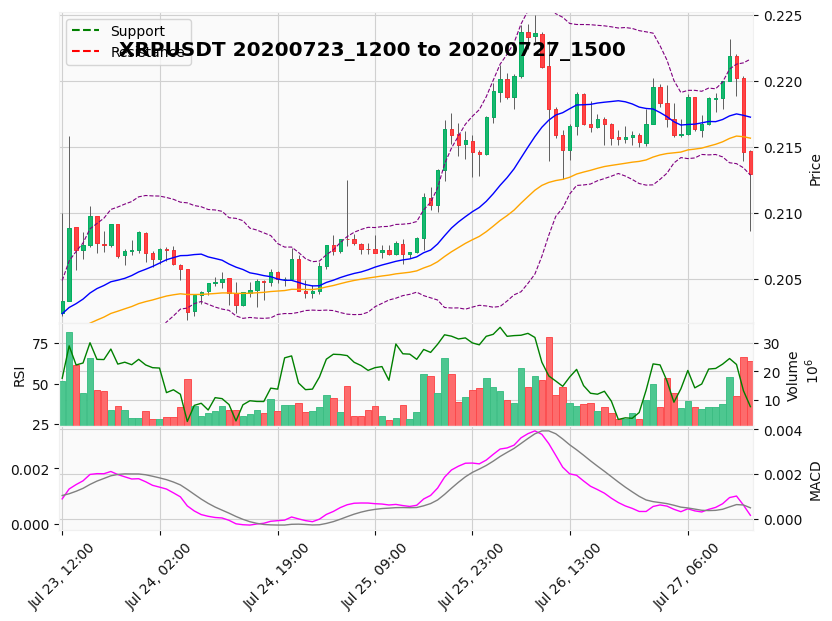 XRPUSDT 20200723_1200 to 20200727_1500
Support
Resistance
0.225
0.220
0.215
0.210
0.205
Price
75
50
25
RSI
30
20
10
Volume
10^6
0.002
0.000
0.004
0.002
0.000
MACD
Jul 23, 12:00
Jul 24, 02:00
Jul 24, 19:00
Jul 25, 09:00
Jul 25, 23:00
Jul 26, 13:00
Jul 27, 06:00